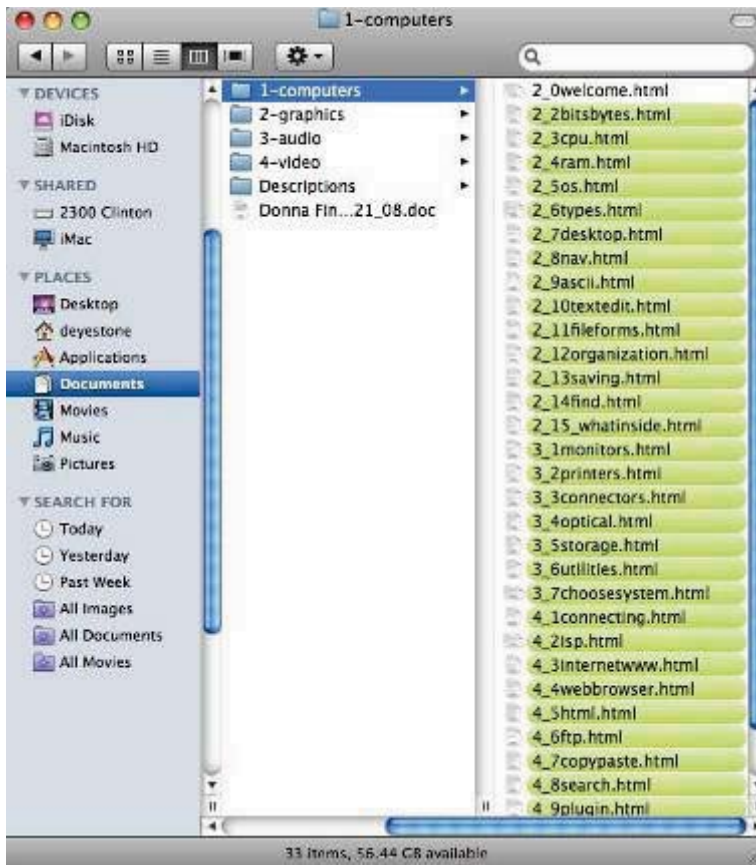 1-computers
DEVICES
iDisk
Macintosh HD
SHARED
2300 Clinton
iMac
PLACES
Desktop
deyestone
Applications
Documents
Movies
Music
Pictures
SEARCH FOR
Today
Yesterday
Past Week
All Images
All Documents
All Movies
1-computers
2-graphics
3-audio
4-video
Descriptions
Donna Fin...21_08.doc
2_0welcome.html
2_2bitsbytes.html
2_3cpu.html
2_4ram.html
2_5os.html
2_6types.html
2_7desktop.html
2_8nav.html
2_9ascii.html
2_10textedit.html
2_11fileforms.html
2_12organization.html
2_13saving.html
2_14find.html
2_15_whatinside.html
3_1monitors.html
3_2printers.html
3_3connectors.html
3_4optical.html
3_5storage.html
3_6utilities.html
3_7choosesystem.html
4_1connecting.html
4_2isp.html
4_3internetwww.html
4_4webbrowser.html
4_5html.html
4_6ftp.html
4_7copypaste.html
4_8search.html
4_9plugin.html
33 items, 56.44 GB available